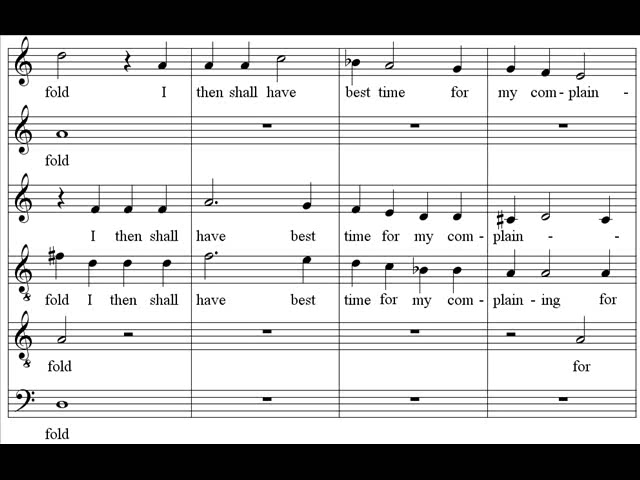 fold I then shall have best time for my com - plain -
fold
I then shall have best time for my com - plain - -
fold I then shall have best time for my com - plain - ing for
fold for
fold